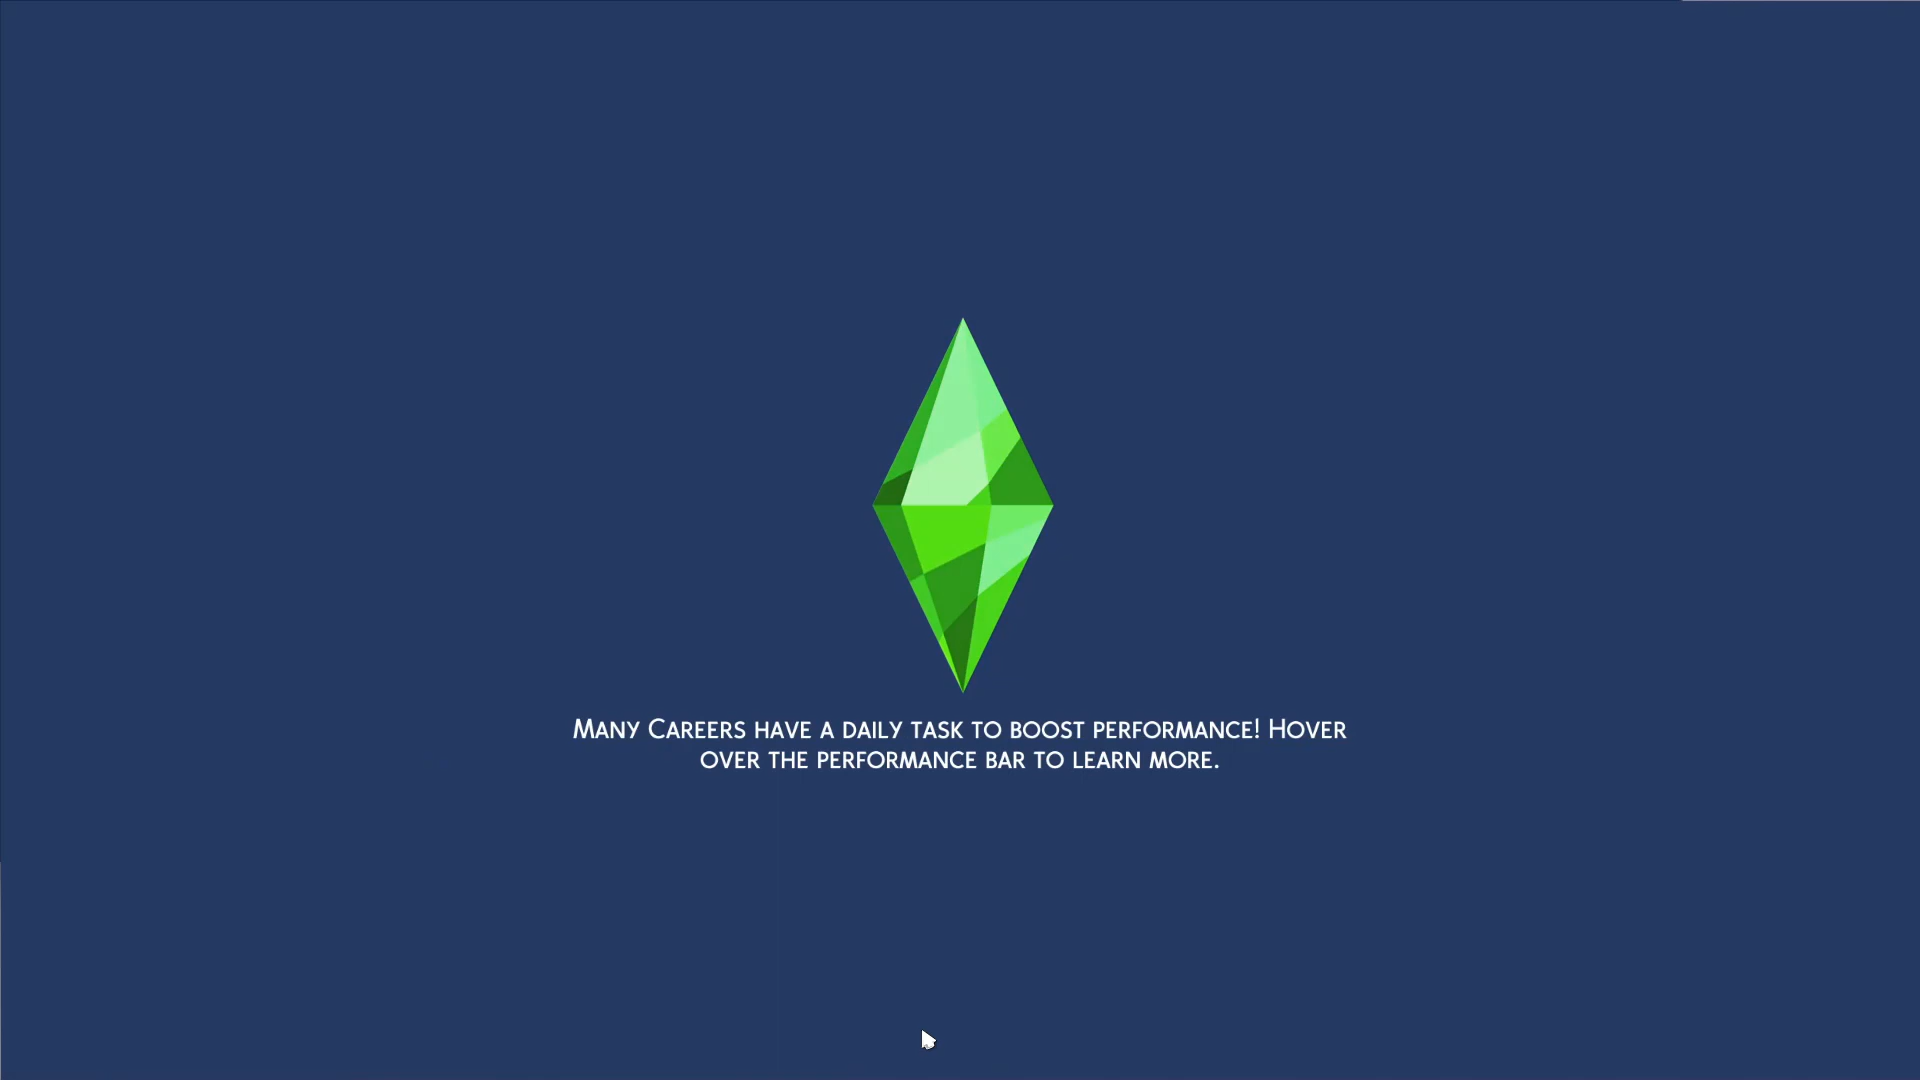 Many Careers have a daily task to boost performance! Hover
over the performance bar to learn more.